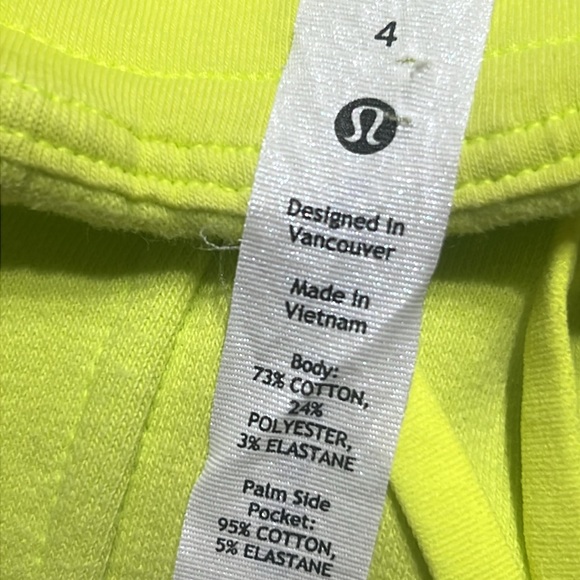 4
Designed in
Vancouver
Made in
Vietnam
Body:
73% COTTON,
24%
POLYESTER,
3% ELASTANE
Palm Side
Pocket:
95% COTTON,
5% ELASTANE